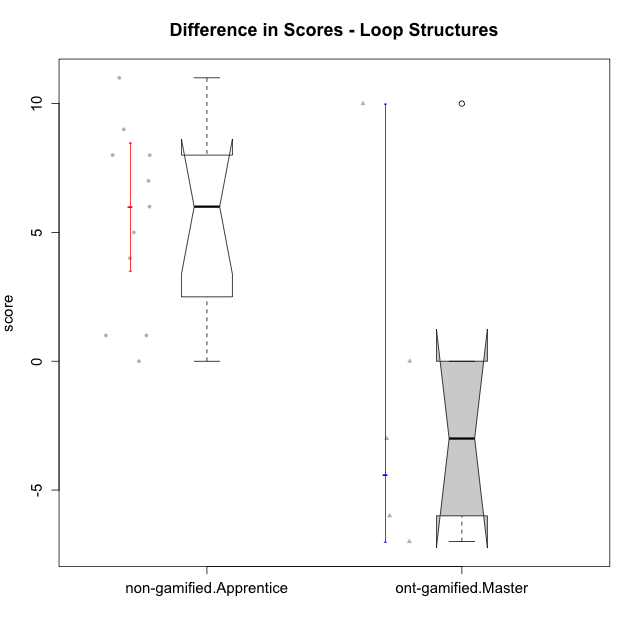 Difference in Scores - Loop Structures
score
10
5
0
-5
non-gamified.Apprentice
ont-gamified.Master